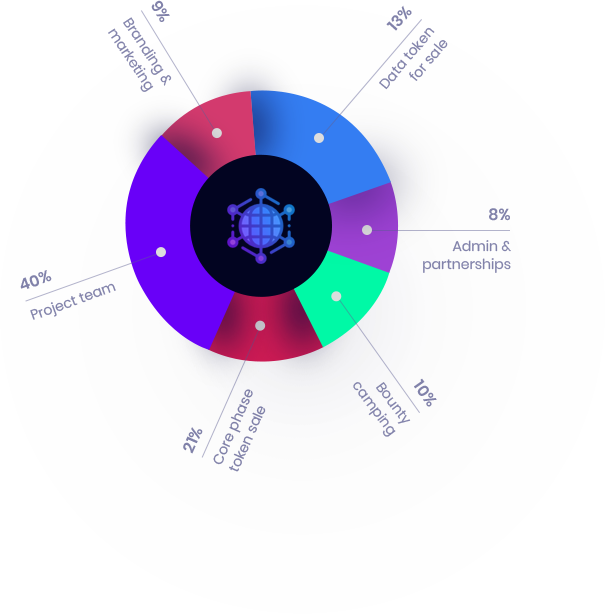 9%
Branding &
marketing
13%
Data token
for sale
8%
Admin &
partnerships
10%
Bounty
camping
21%
Core phase
token sale
40%
Project team